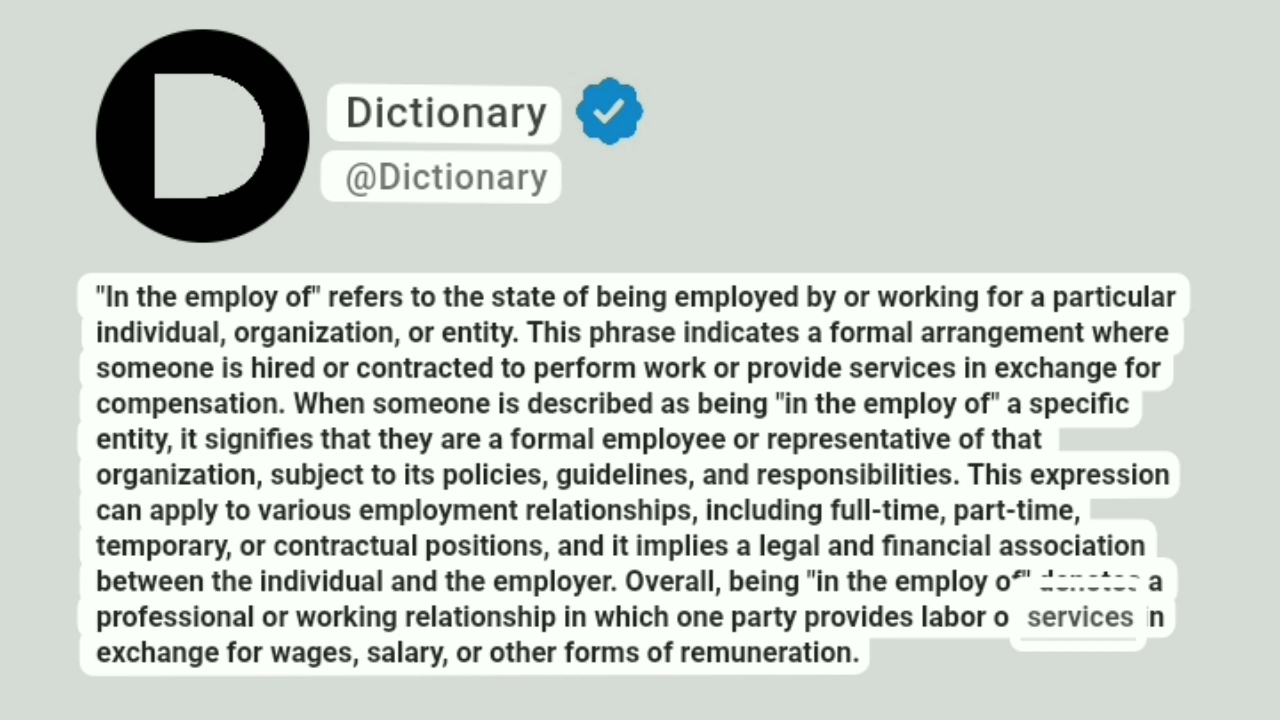 D
Dictionary
@Dictionary
"In the employ of" refers to the state of being employed by or working for a particular
individual, organization, or entity. This phrase indicates a formal arrangement where
someone is hired or contracted to perform work or provide services in exchange for
compensation. When someone is described as being "in the employ of" a specific
entity, it signifies that they are a formal employee or representative of that
organization, subject to its policies, guidelines, and responsibilities. This expression
can apply to various employment relationships, including full-time, part-time,
temporary, or contractual positions, and it implies a legal and financial association
between the individual and the employer. Overall, being "in the employ of" a
professional or working relationship in which one party provides labor o services in
exchange for wages, salary, or other forms of remuneration.